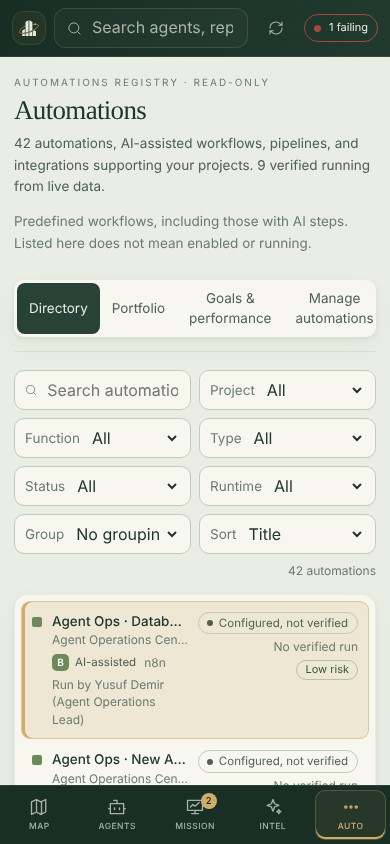 Search agents, rep
1 failing
AUTOMATIONS REGISTRY · READ-ONLY
Automations
42 automations, AI-assisted workflows, pipelines, and
integrations supporting your projects. 9 verified running
from live data.
Predefined workflows, including those with AI steps.
Listed here does not mean enabled or running.
Directory
Portfolio
Goals &
performance
Manage
automations
Search automatio
Project All
Function All
Type All
Status All
Runtime All
Group No groupin
Sort Title
42 automations
Agent Ops · Datab...
Configured, not verified
Agent Operations Cen...
No verified run
B AI-assisted n8n
Low risk
Run by Yusuf Demir
(Agent Operations
Lead)
Agent Ops · New A...
Configured, not verified
Agent Operations Cen...
No verified run
MAP
AGENTS
2
MISSION
INTEL
AUTO